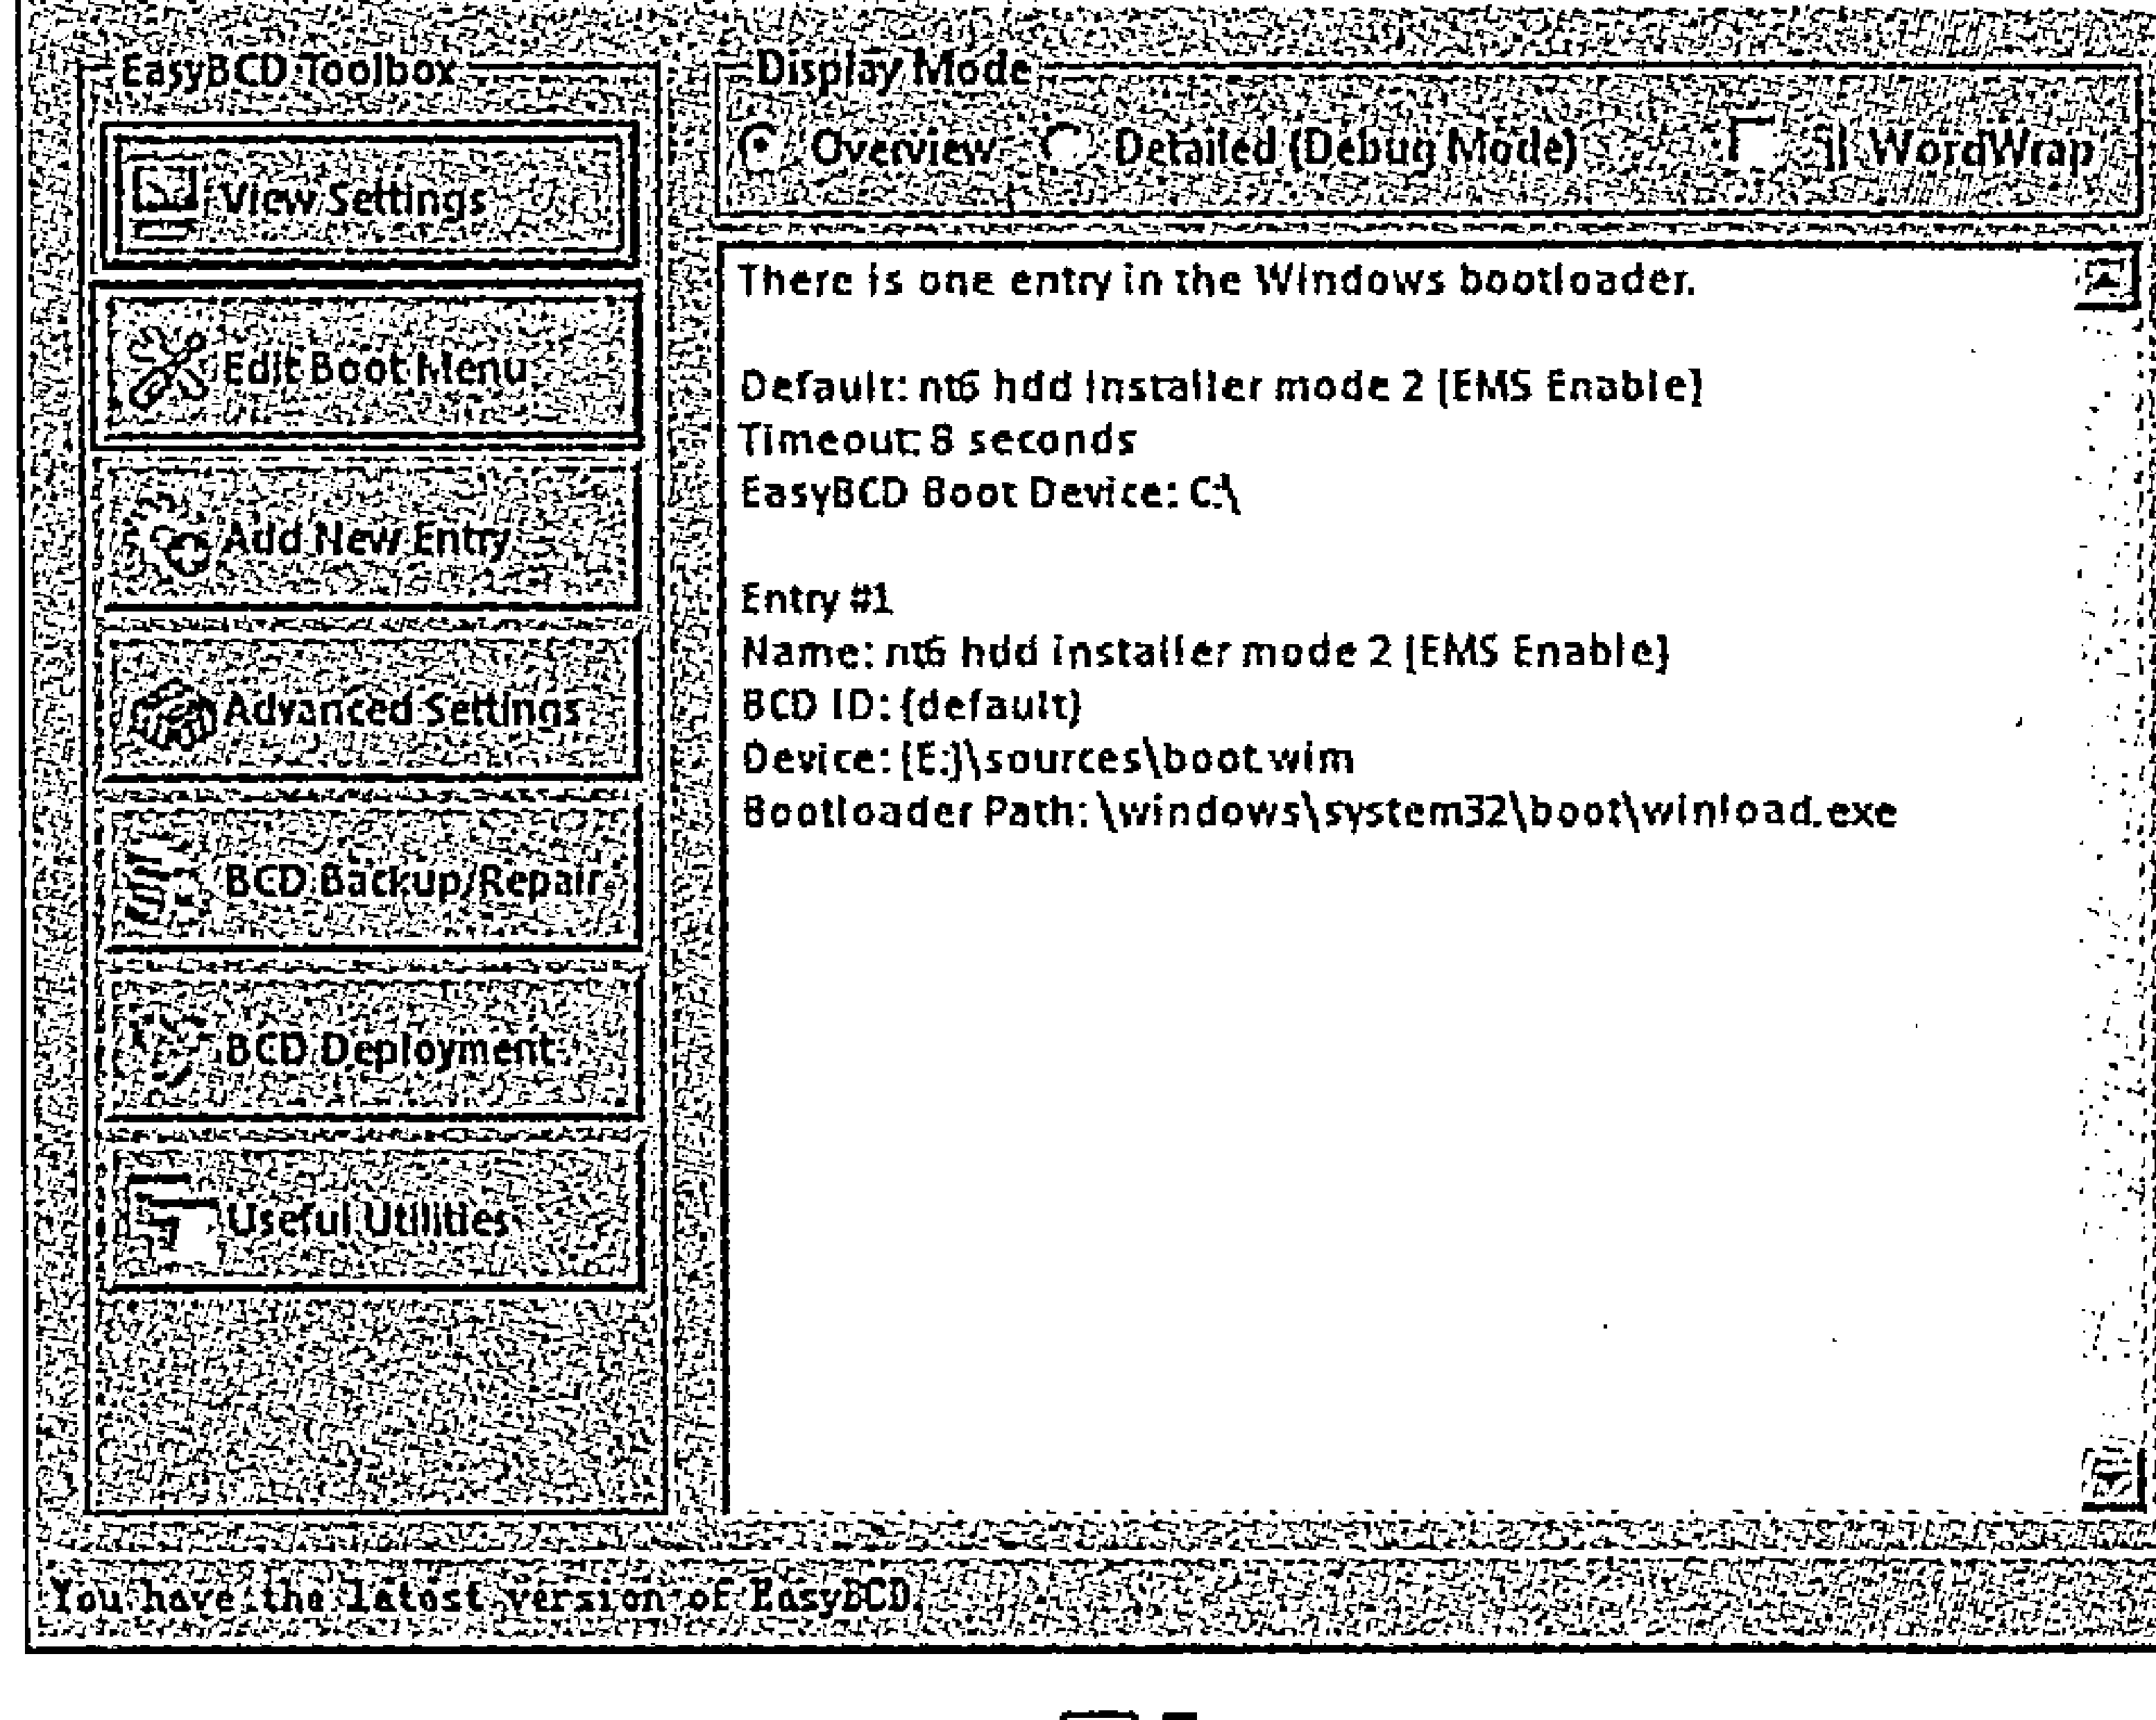 EasyBCD Toolbox
View Settings
Edit Boot Menu
Add New Entry
Advanced Settings
BCD Backup/Repair
BCD Deployment
Useful Utilities
Display Mode
Overview Detailed (Debug Mode) WordWrap
There is one entry in the Windows bootloader.
Default: nt6 hdd installer mode 2 [EMS Enable]
Timeout: 8 seconds
EasyBCD Boot Device: C:\
Entry #1
Name: nt6 hdd installer mode 2 [EMS Enable]
BCD ID: {default}
Device: [E:]\sources\boot.wim
Bootloader Path: \windows\system32\boot\winload.exe
You have the latest version of EasyBCD.